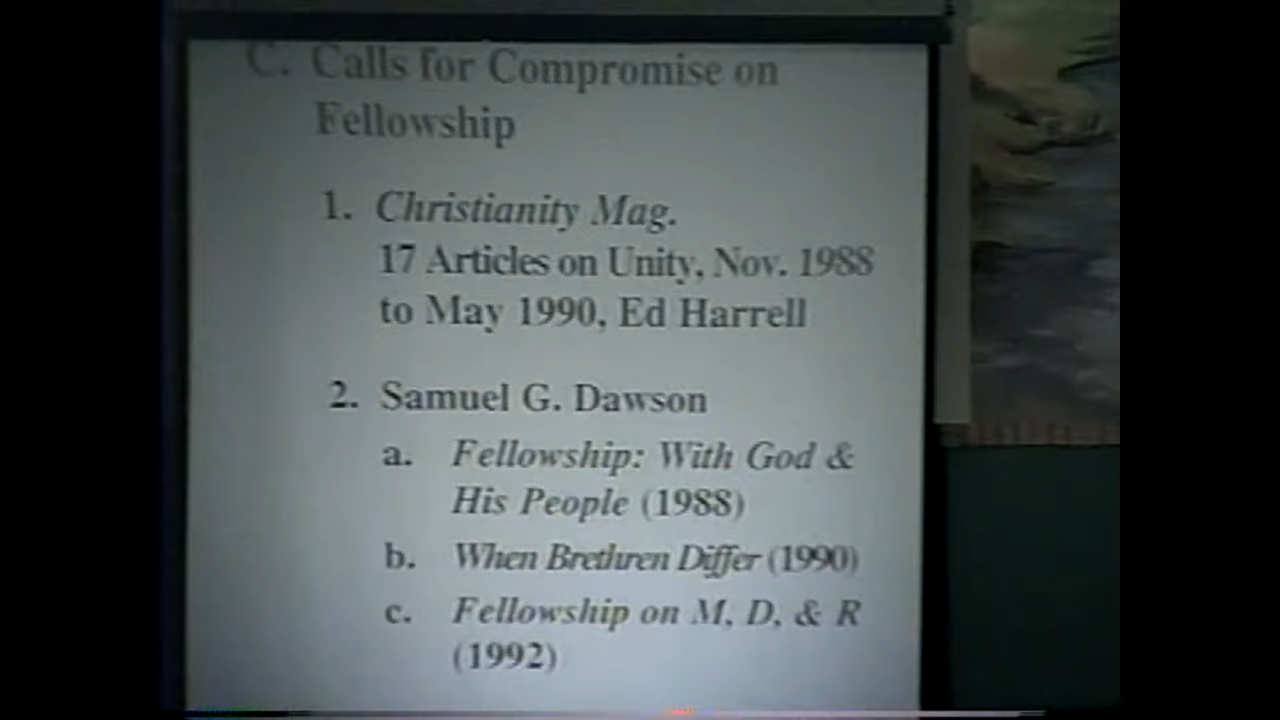 C. Calls for Compromise on
Fellowship
1. Christianity Mag.
17 Articles on Unity, Nov. 1988
to May 1990, Ed Harrell
2. Samuel G. Dawson
a. Fellowship: With God &
His People (1988)
b. When Brethren Differ (1990)
c. Fellowship on M, D, & R
(1992)